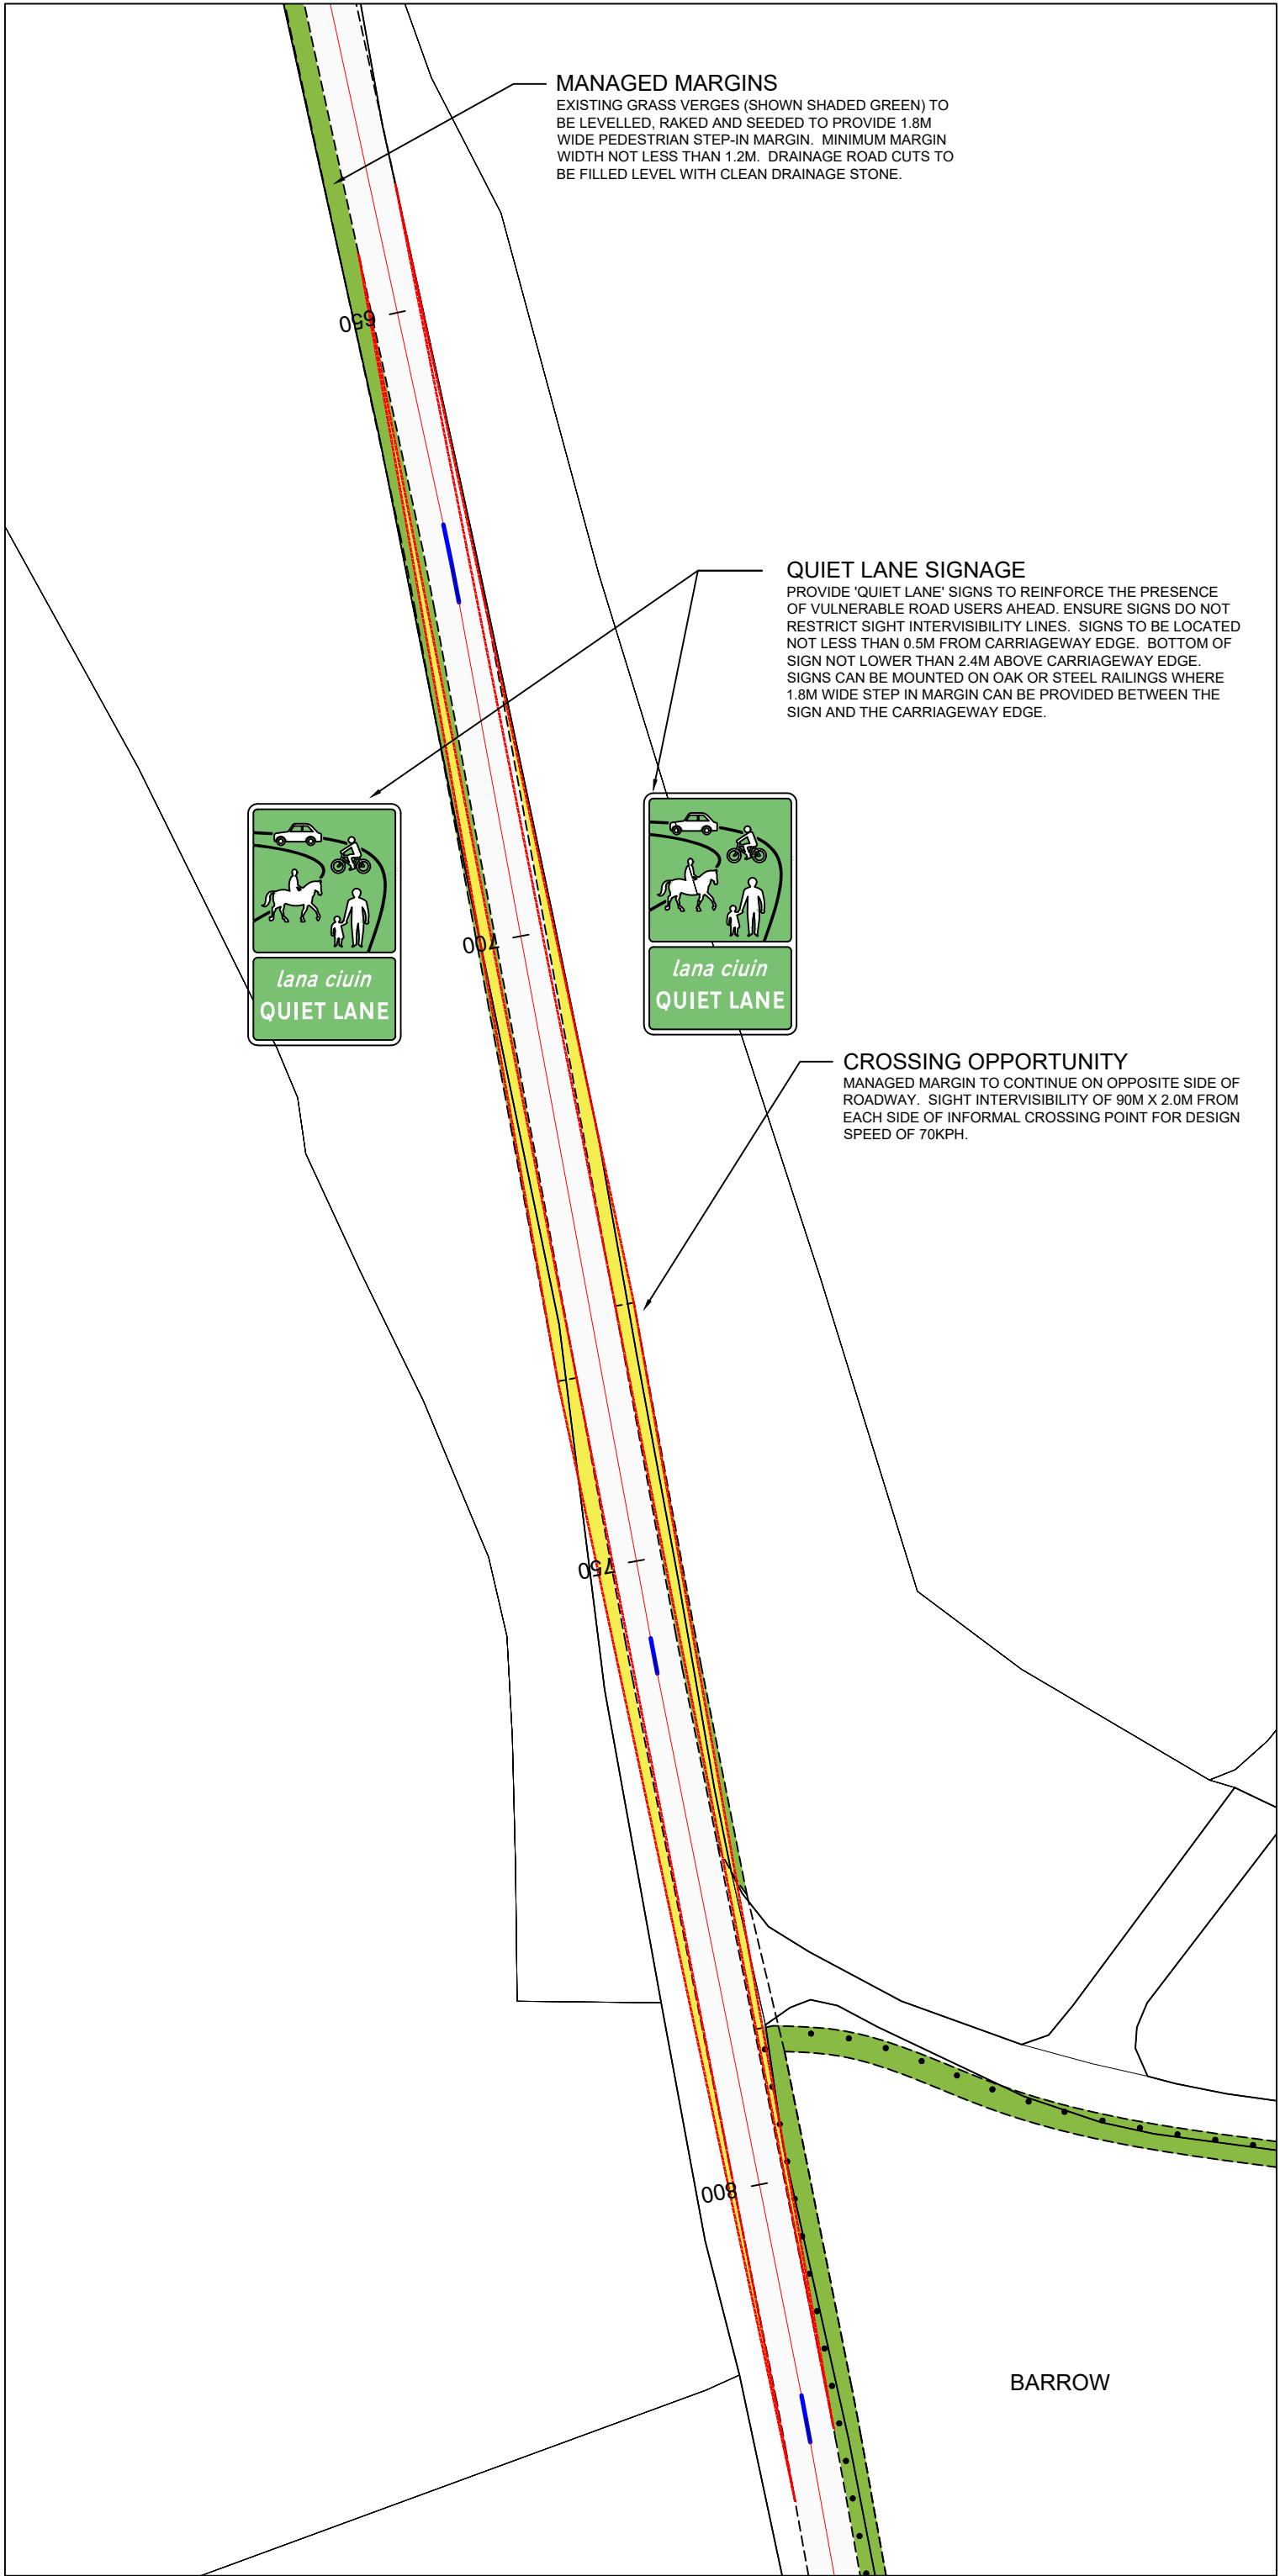 MANAGED MARGINS
EXISTING GRASS VERGES (SHOWN SHADED GREEN) TO
BE LEVELLED, RAKED AND SEEDED TO PROVIDE 1.8M
WIDE PEDESTRIAN STEP-IN MARGIN. MINIMUM MARGIN
WIDTH NOT LESS THAN 1.2M. DRAINAGE ROAD CUTS TO
BE FILLED LEVEL WITH CLEAN DRAINAGE STONE.
650
QUIET LANE SIGNAGE
PROVIDE 'QUIET LANE' SIGNS TO REINFORCE THE PRESENCE
OF VULNERABLE ROAD USERS AHEAD. ENSURE SIGNS DO NOT
RESTRICT SIGHT INTERVISIBILITY LINES. SIGNS TO BE LOCATED
NOT LESS THAN 0.5M FROM CARRIAGEWAY EDGE. BOTTOM OF
SIGN NOT LOWER THAN 2.4M ABOVE CARRIAGEWAY EDGE.
SIGNS CAN BE MOUNTED ON OAK OR STEEL RAILINGS WHERE
1.8M WIDE STEP IN MARGIN CAN BE PROVIDED BETWEEN THE
SIGN AND THE CARRIAGEWAY EDGE.
lana ciuin
QUIET LANE
700
lana ciuin
QUIET LANE
CROSSING OPPORTUNITY
MANAGED MARGIN TO CONTINUE ON OPPOSITE SIDE OF
ROADWAY. SIGHT INTERVISIBILITY OF 90M X 2.0M FROM
EACH SIDE OF INFORMAL CROSSING POINT FOR DESIGN
SPEED OF 70KPH.
750
800
BARROW